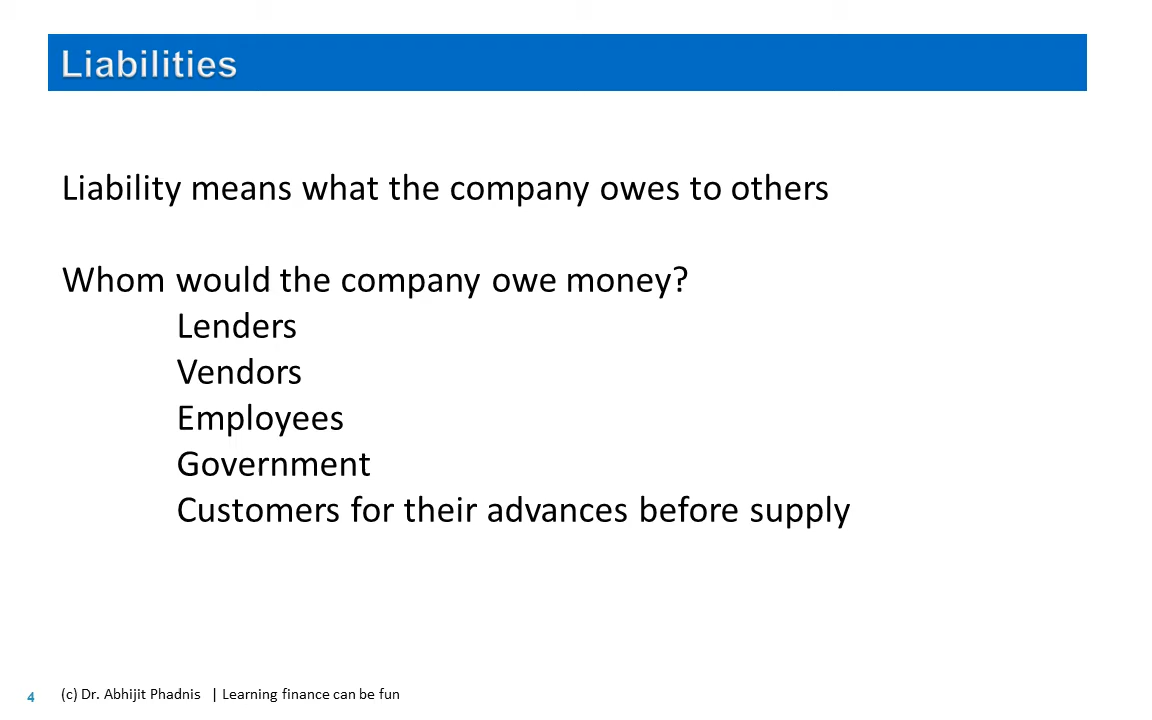 Liabilities
Liability means what the company owes to others
Whom would the company owe money?
Lenders
Vendors
Employees
Government
Customers for their advances before supply
4 (c) Dr. Abhijit Phadnis | Learning finance can be fun